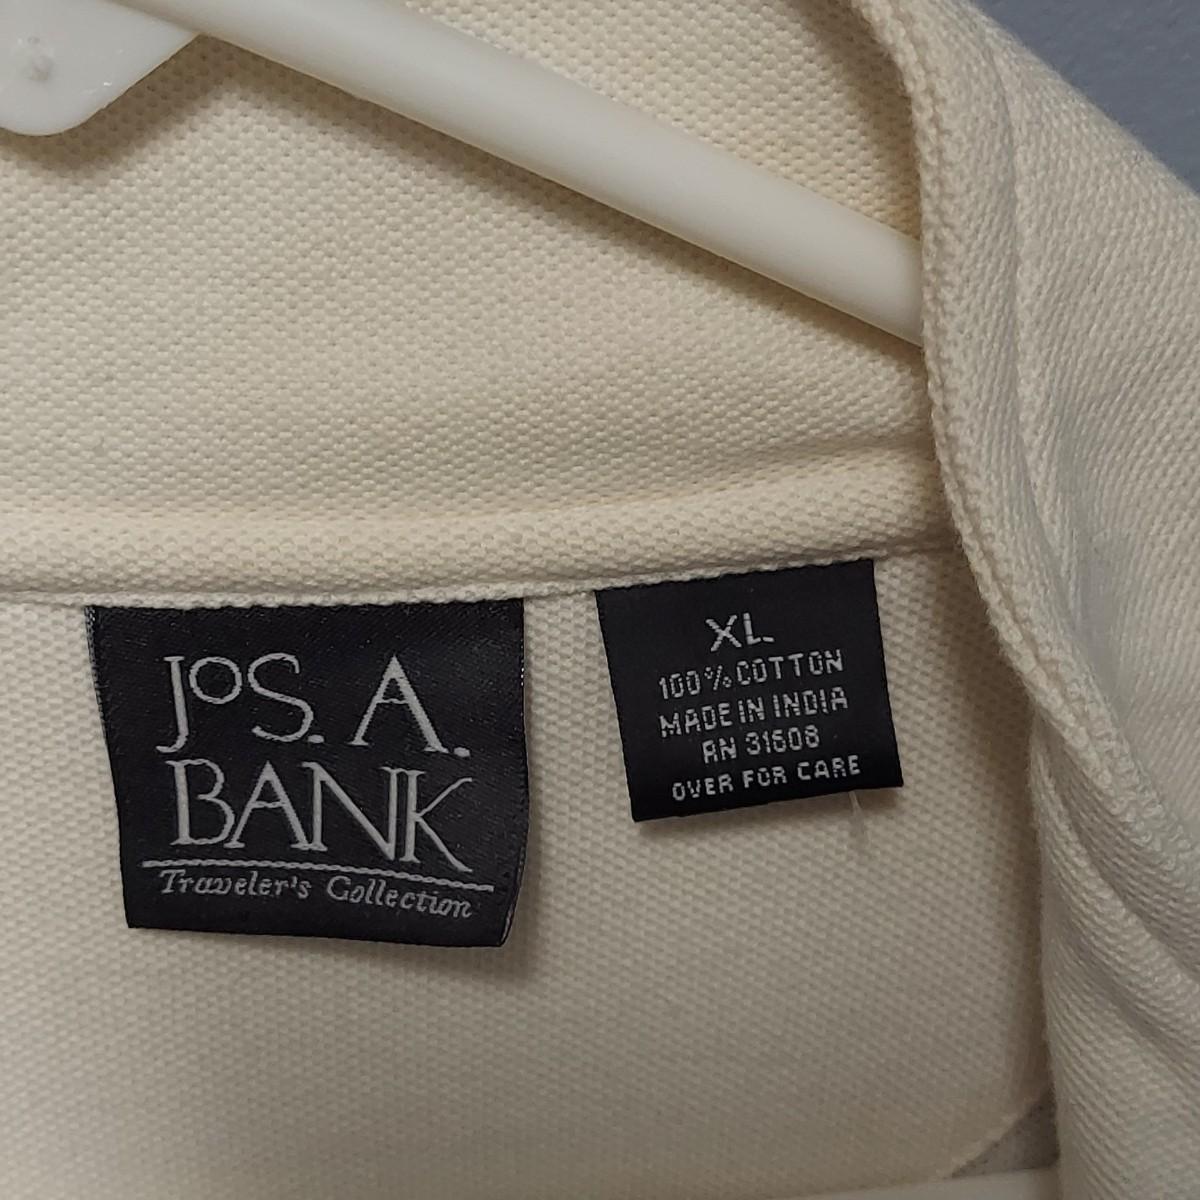 JOS. A.
BANK
Traveler's Collection
XL
100% COTTON
MADE IN INDIA
RN 31608
OVER FOR CARE